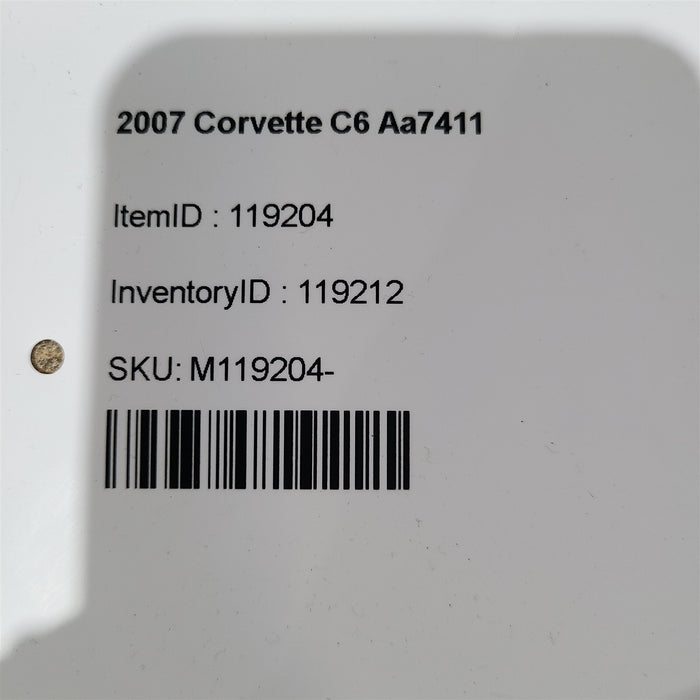 2007 Corvette C6 Aa7411
ItemID : 119204
InventoryID : 119212
SKU: M119204-